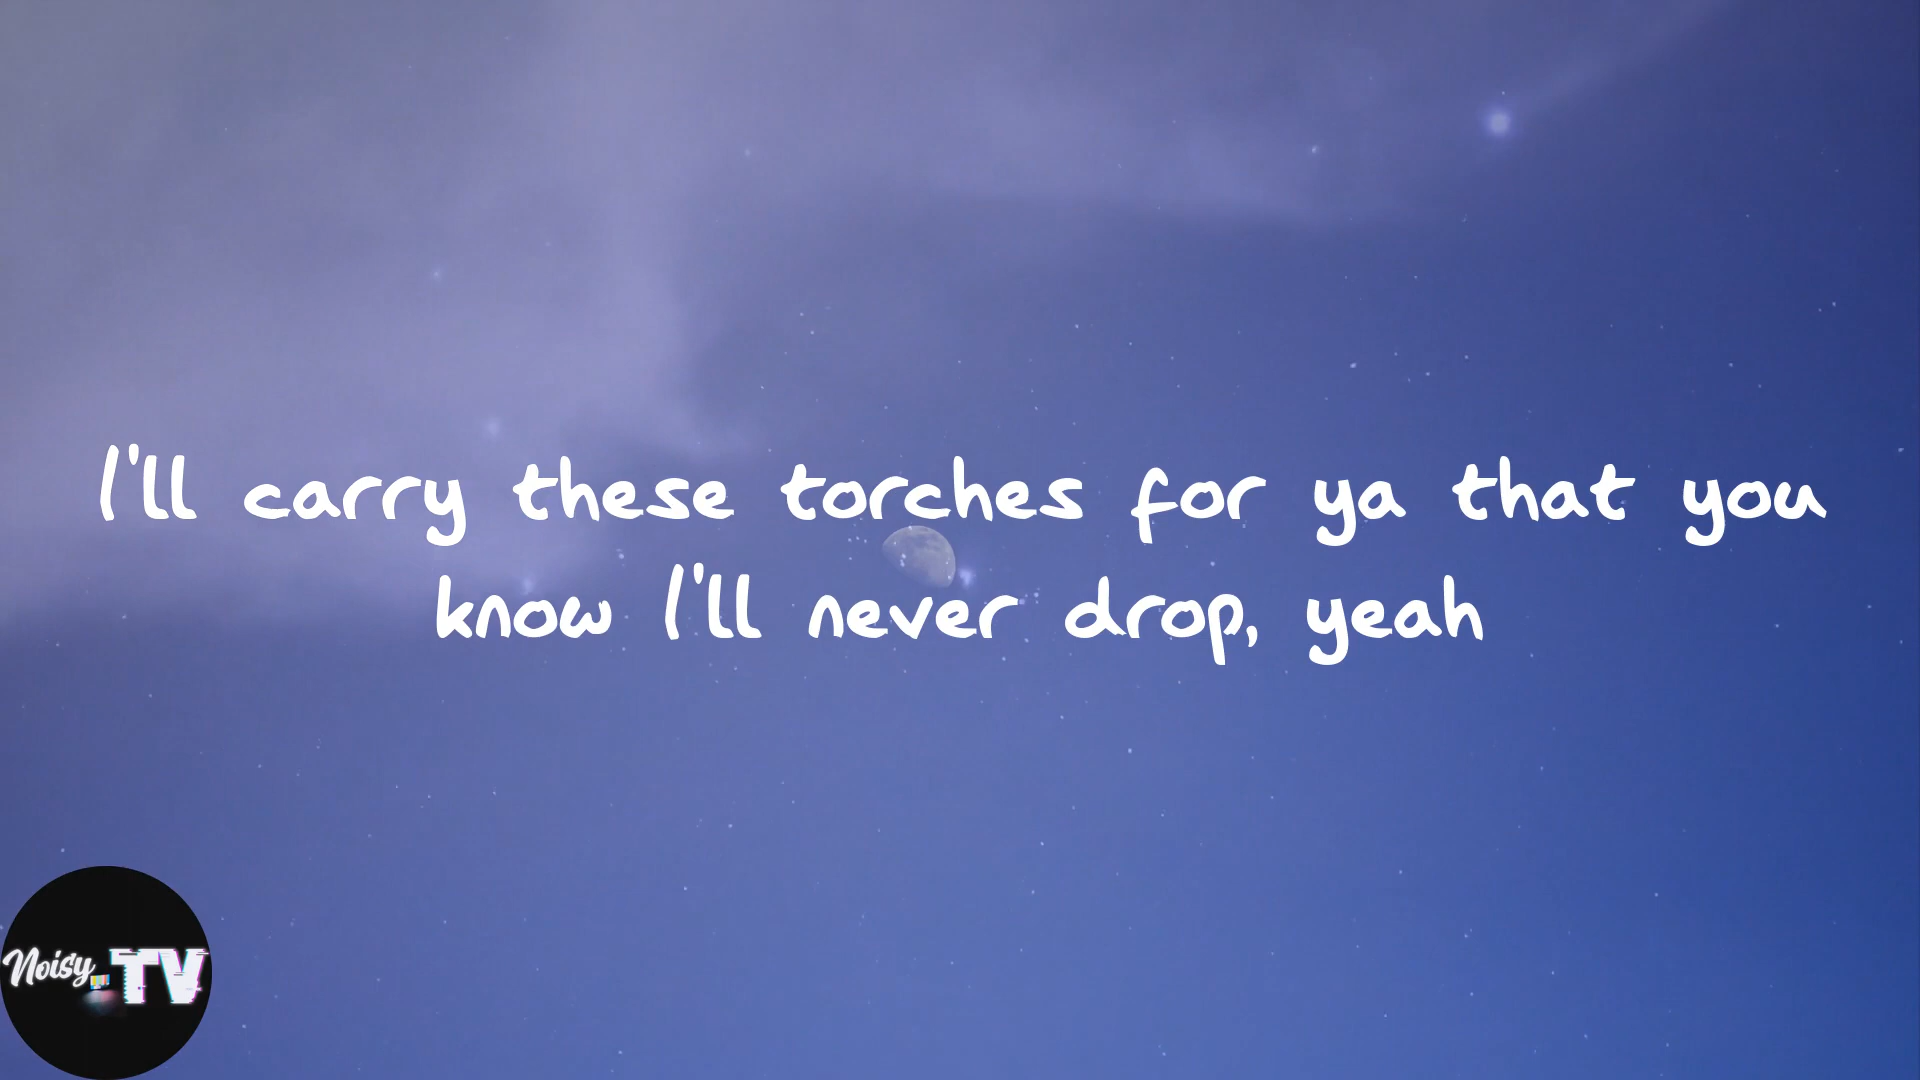 I'll carry these torches for ya that you
know I'll never drop, yeah
Noisy TV